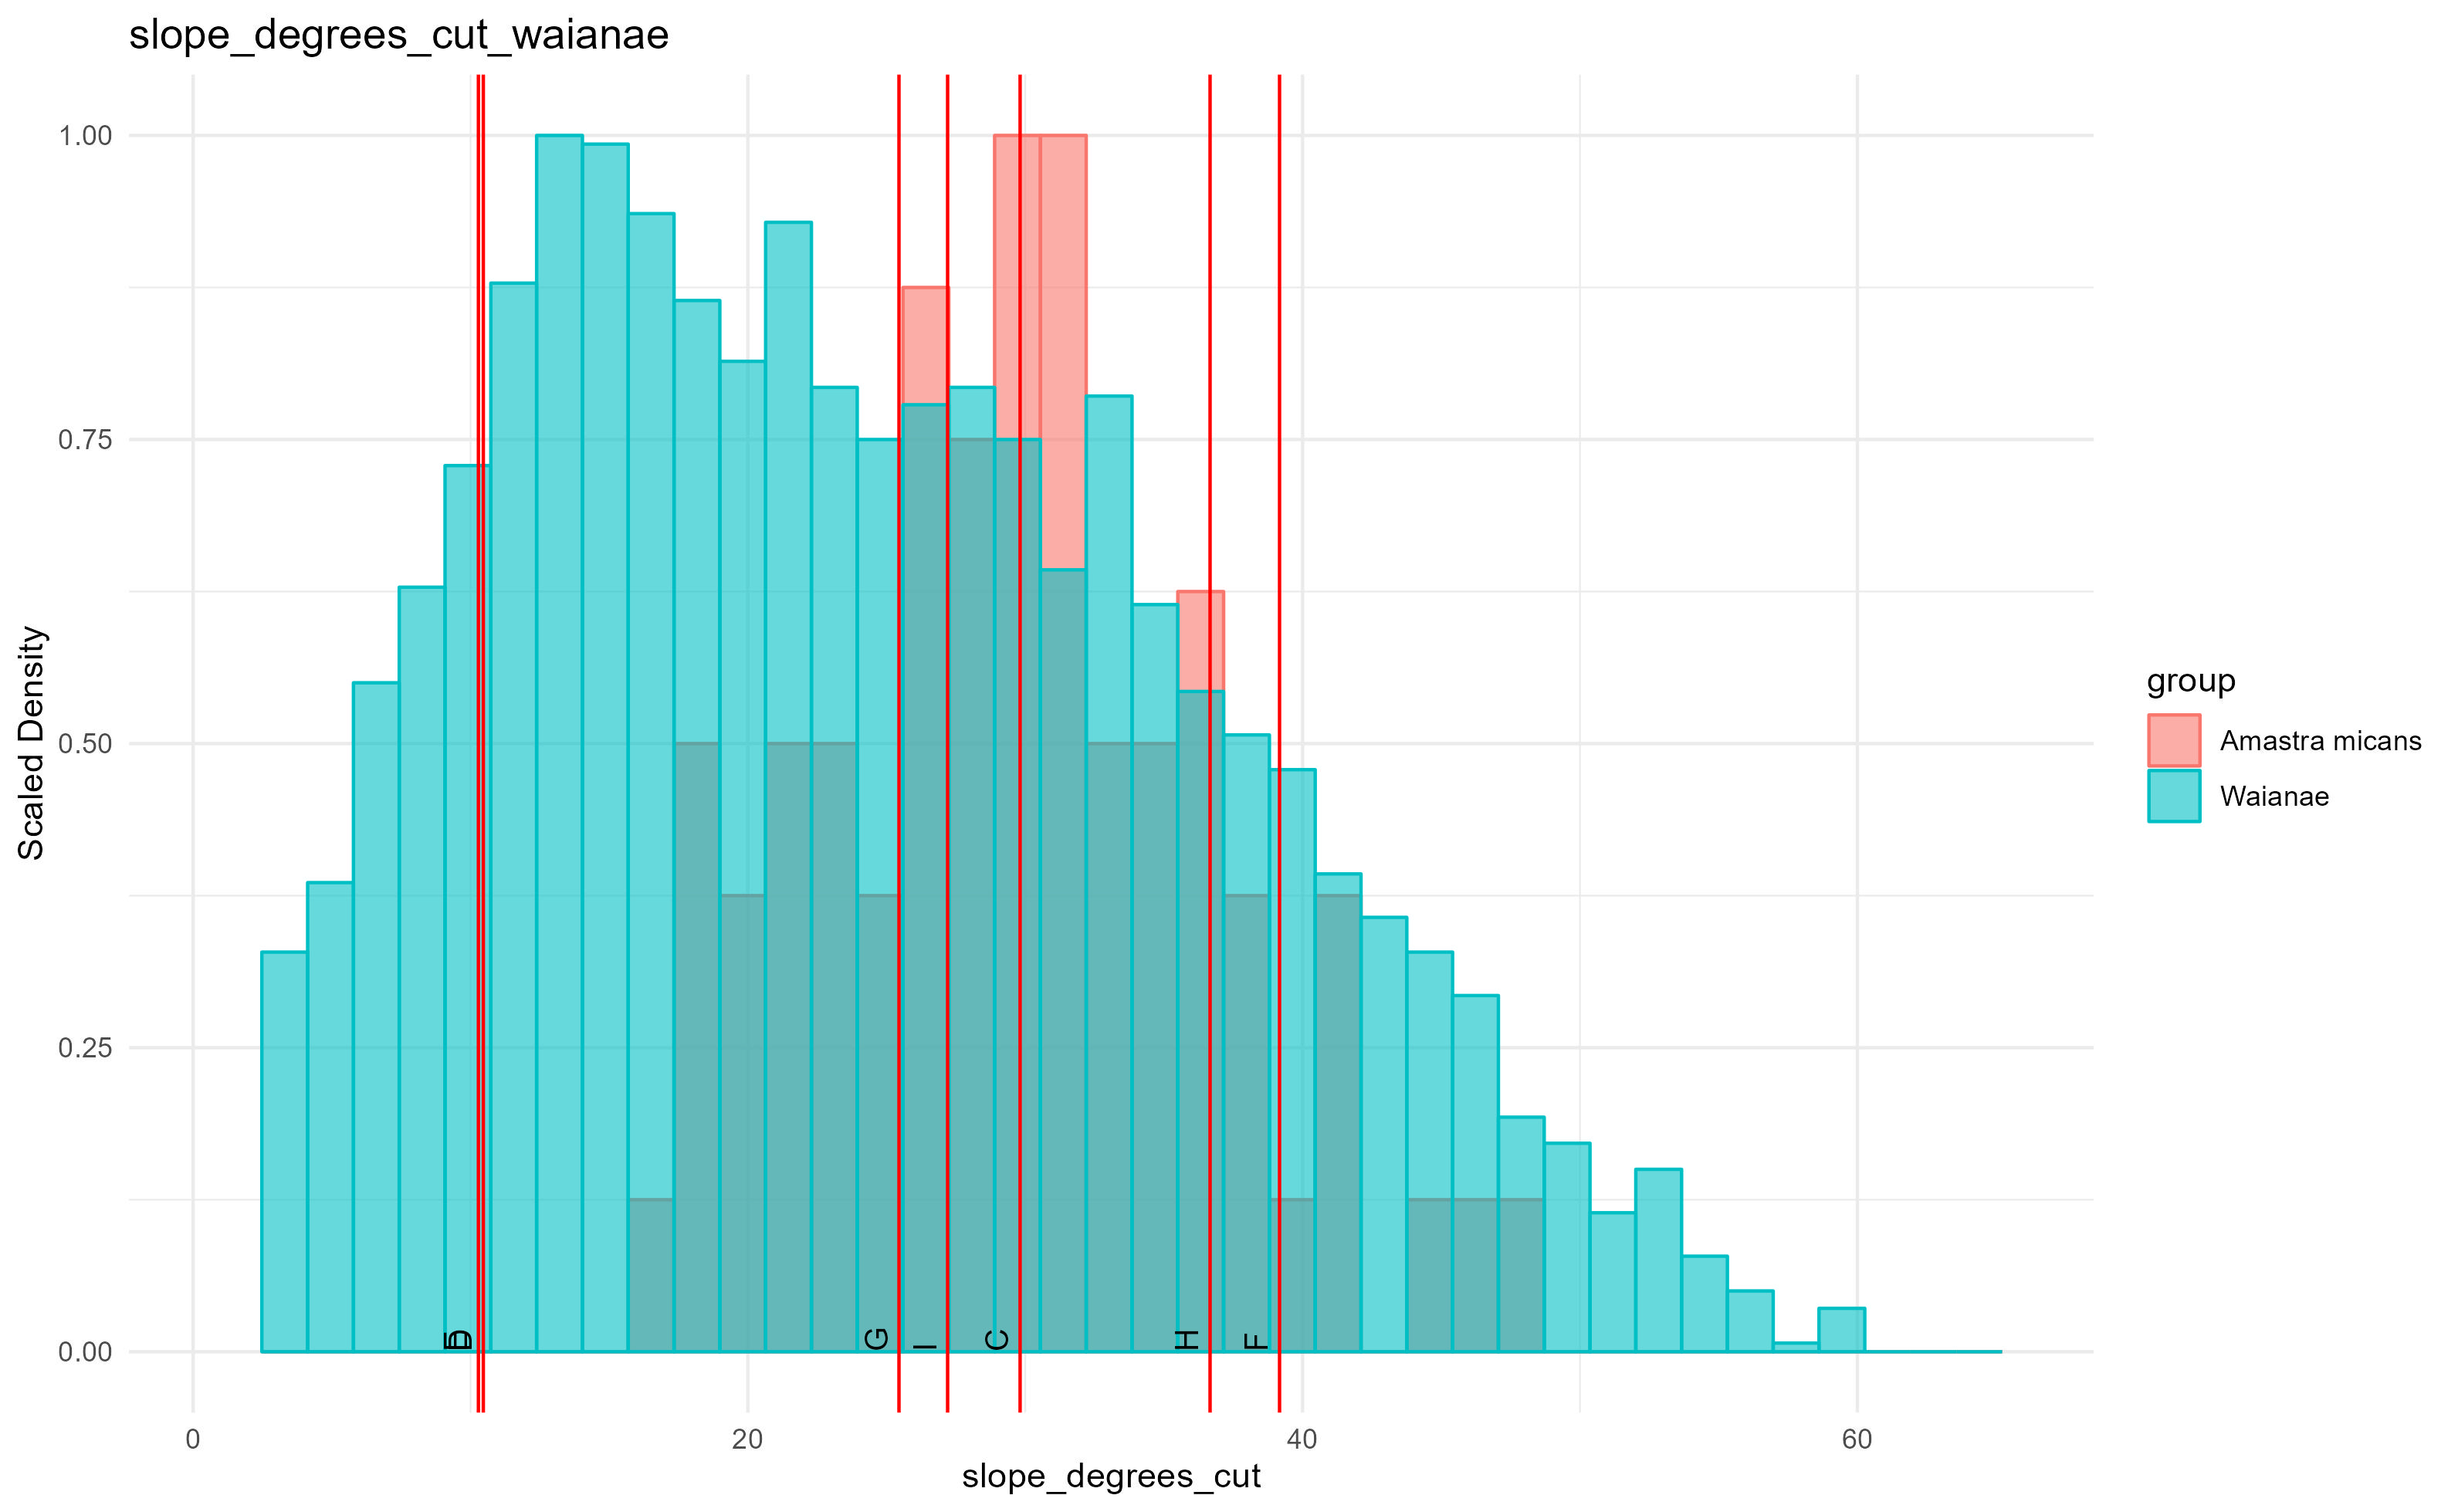 slope_degrees_cut_waianae
Scaled Density
1.00
0.75
0.50
0.25
0.00
G
I
C
H
F
0
20
40
60
slope_degrees_cut
group
Amastra micans
Waianae